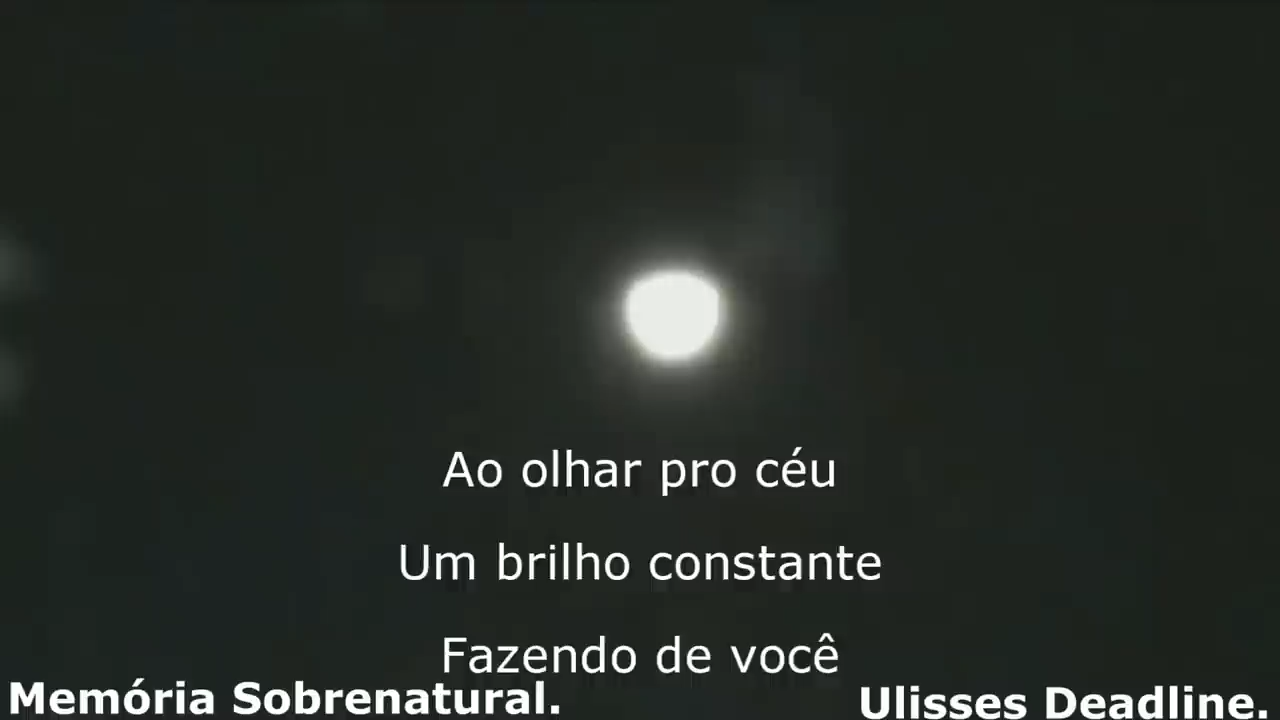 Ao olhar pro céu
Um brilho constante
Fazendo de você
Memória Sobrenatural.
Ulisses Deadline.